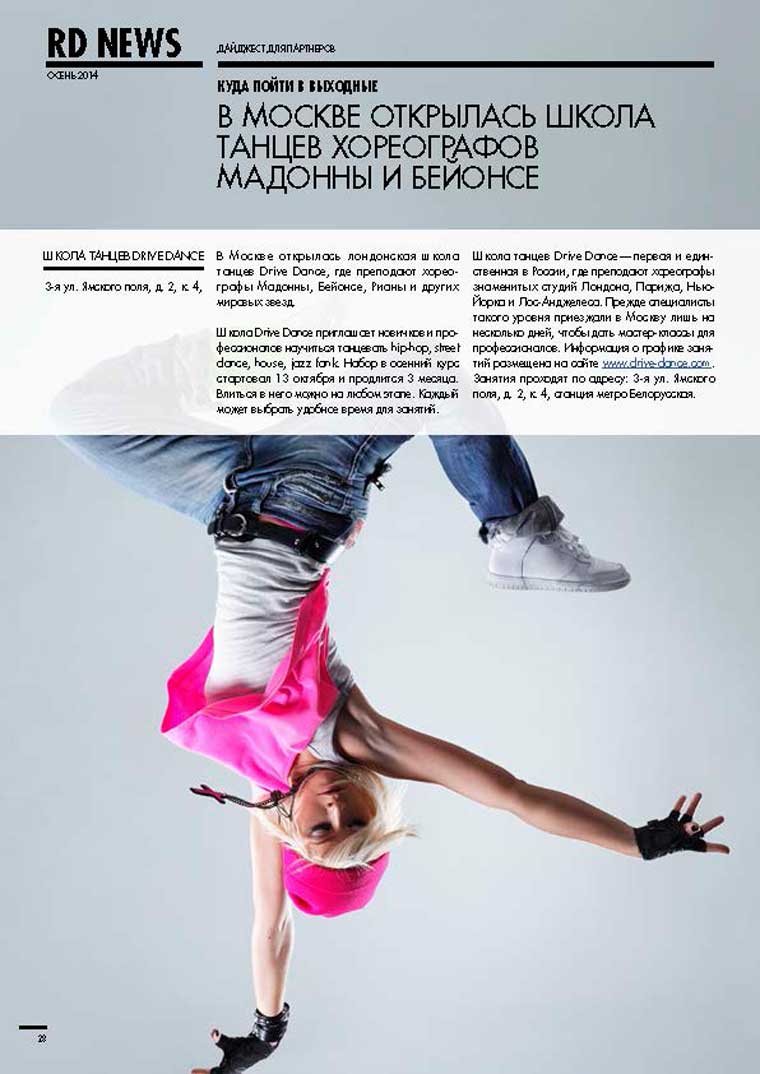 RD NEWS
ДАЙДЖЕСТ ДЛЯ ПАРТНЕРОВ
ОСЕНЬ 2014
КУДА ПОЙТИ В ВЫХОДНЫЕ
В МОСКВЕ ОТКРЫЛАСЬ ШКОЛА
ТАНЦЕВ ХОРЕОГРАФОВ
МАДОННЫ И БЕЙОНСЕ
ШКОЛА ТАНЦЕВ DRIVE DANCE
3-я ул. Ямского поля, д. 2, к. 4,
В Москве открылась лондонская школа
танцев Drive Dance, где преподают хорео-
графы Мадонны, Бейонсе, Рианы и других
мировых звезд.
Школа Drive Dance приглашает новичков и про-
фессионалов научиться танцевать hip-hop, street
dance, house, jazz fank. Набор в осенний курс
стартовал 13 октября и продлится 3 месяца.
Влиться в него можно на любом этапе. Каждый
может выбрать удобное время для занятий.
Школа танцев Drive Dance — первая и един-
ственная в России, где преподают хореографы
знаменитых студий Лондона, Парижа, Нью-
Йорка и Лос-Анджелеса. Прежде специалисты
такого уровня приезжали в Москву лишь на
несколько дней, чтобы дать мастер-классы для
профессионалов. Информация о графике заня-
тий размещена на сайте www.drive-dance.com.
Занятия проходят по адресу: 3-я ул. Ямского
поля, д. 2, к. 4, станция метро Белорусская.
28